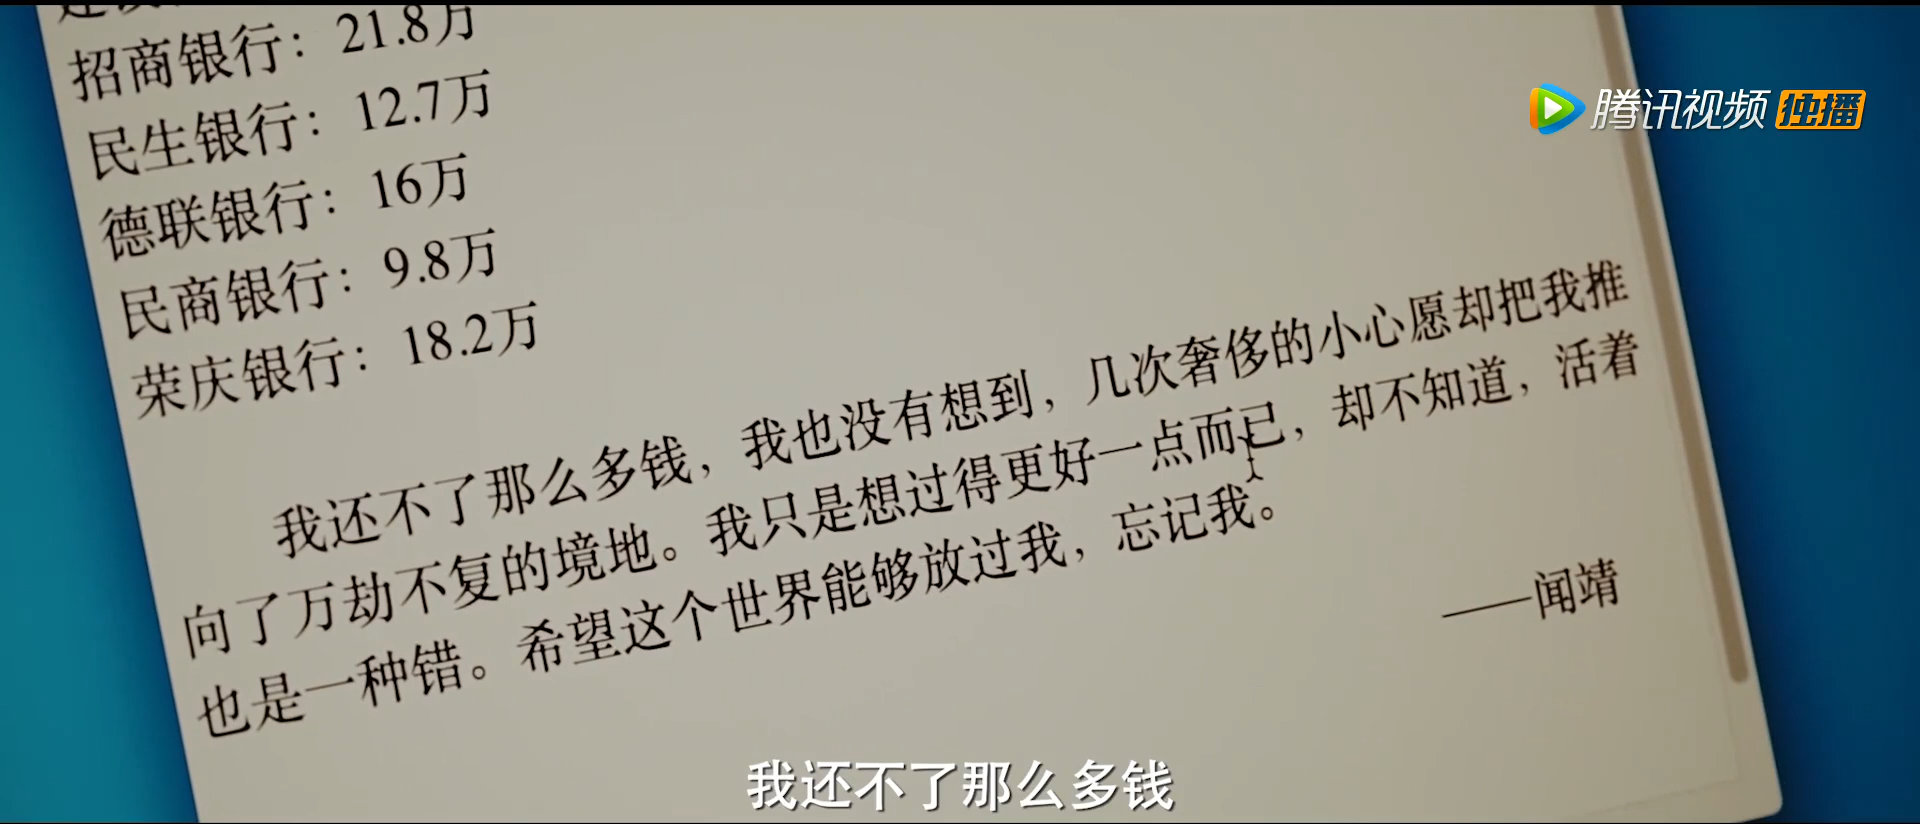 招商银行：21.8万
民生银行：12.7万
德联银行：16万
民商银行：9.8万
荣庆银行：18.2万
我还不了那么多钱，我也没有想到，几次奢侈的小心愿却把我推
向了万劫不复的境地。我只是想过得更好一点而已，却不知道，活着
也是一种错。希望这个世界能够放过我，忘记我。
——闻靖
腾讯视频 独播
我还不了那么多钱